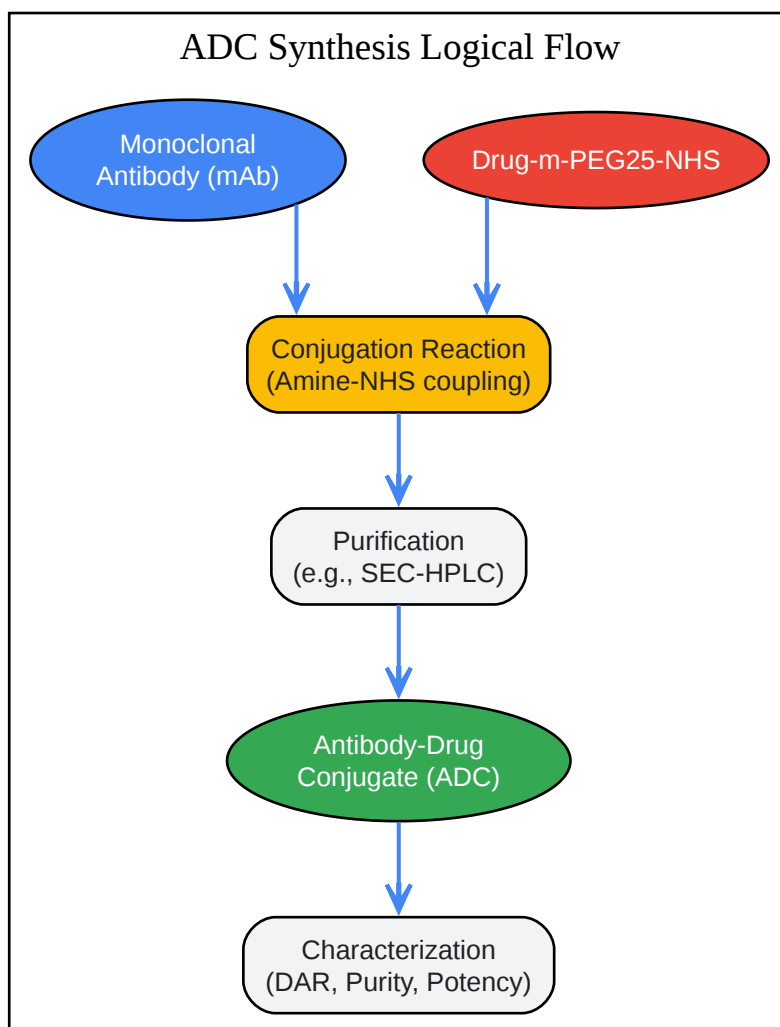 ADC Synthesis Logical Flow
Monoclonal
Antibody (mAb)
Drug-m-PEG25-NHS
Conjugation Reaction
(Amine-NHS coupling)
Purification
(e.g., SEC-HPLC)
Antibody-Drug
Conjugate (ADC)
Characterization
(DAR, Purity, Potency)